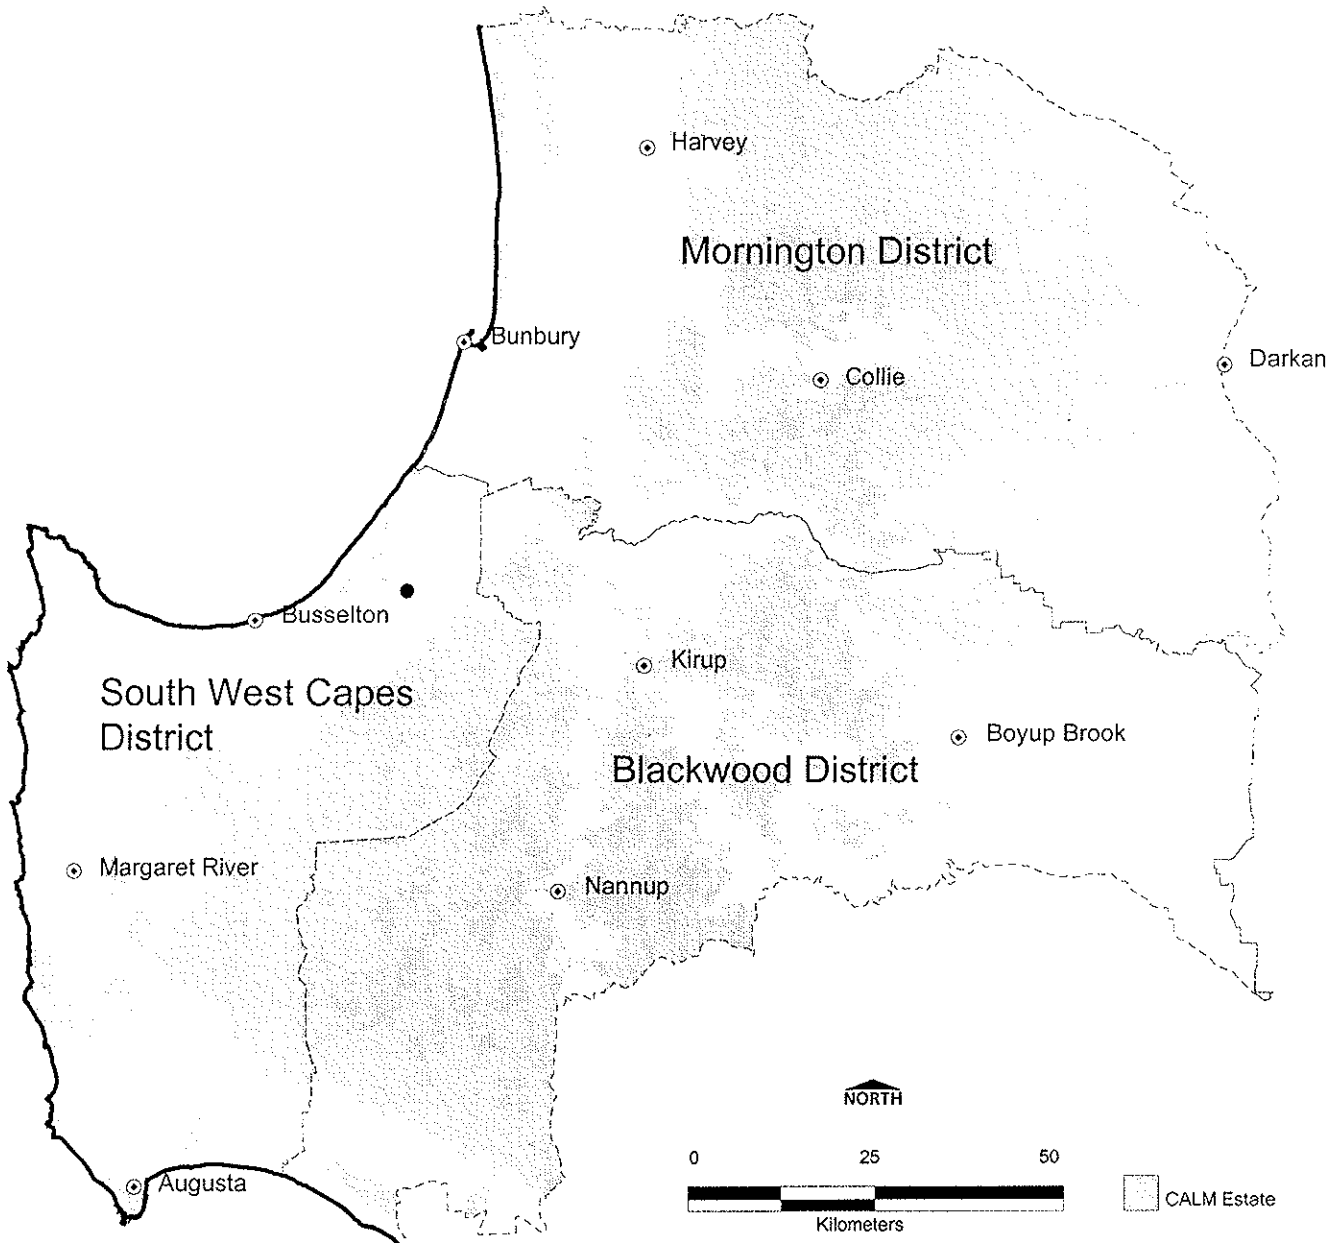 Harvey
Mornington District
Bunbury
Darkan
Collie
Busselton
Kirup
South West Capes
District
Boyup Brook
Blackwood District
Margaret River
Nannup
NORTH
0 25 50
Augusta
CALM Estate
Kilometers